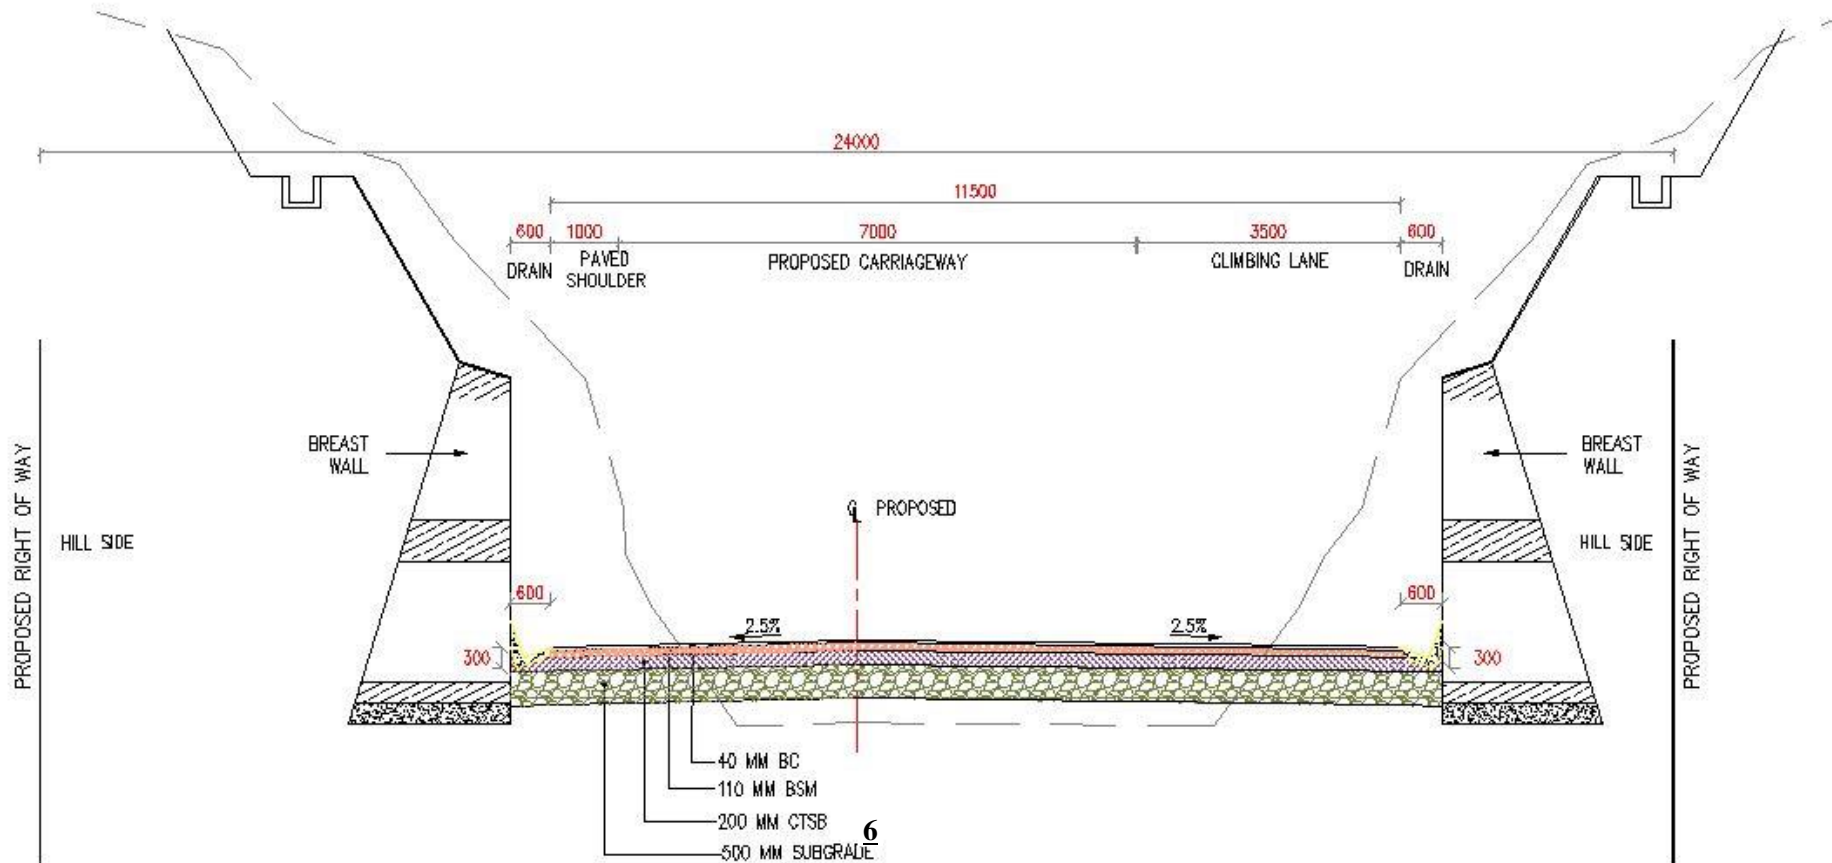 24000
11500
600 1000 7000 3500 600
DRAIN PAVED SHOULDER PROPOSED CARRIAGEWAY CLIMBING LANE DRAIN
BREAST WALL
BREAST WALL
PROPOSED RIGHT OF WAY
HILL SIDE
℄ PROPOSED
HILL SIDE
PROPOSED RIGHT OF WAY
600
600
2.5%
2.5%
300
300
40 MM BC
110 MM BSM
200 MM CTSB
500 MM SUBGRADE
6